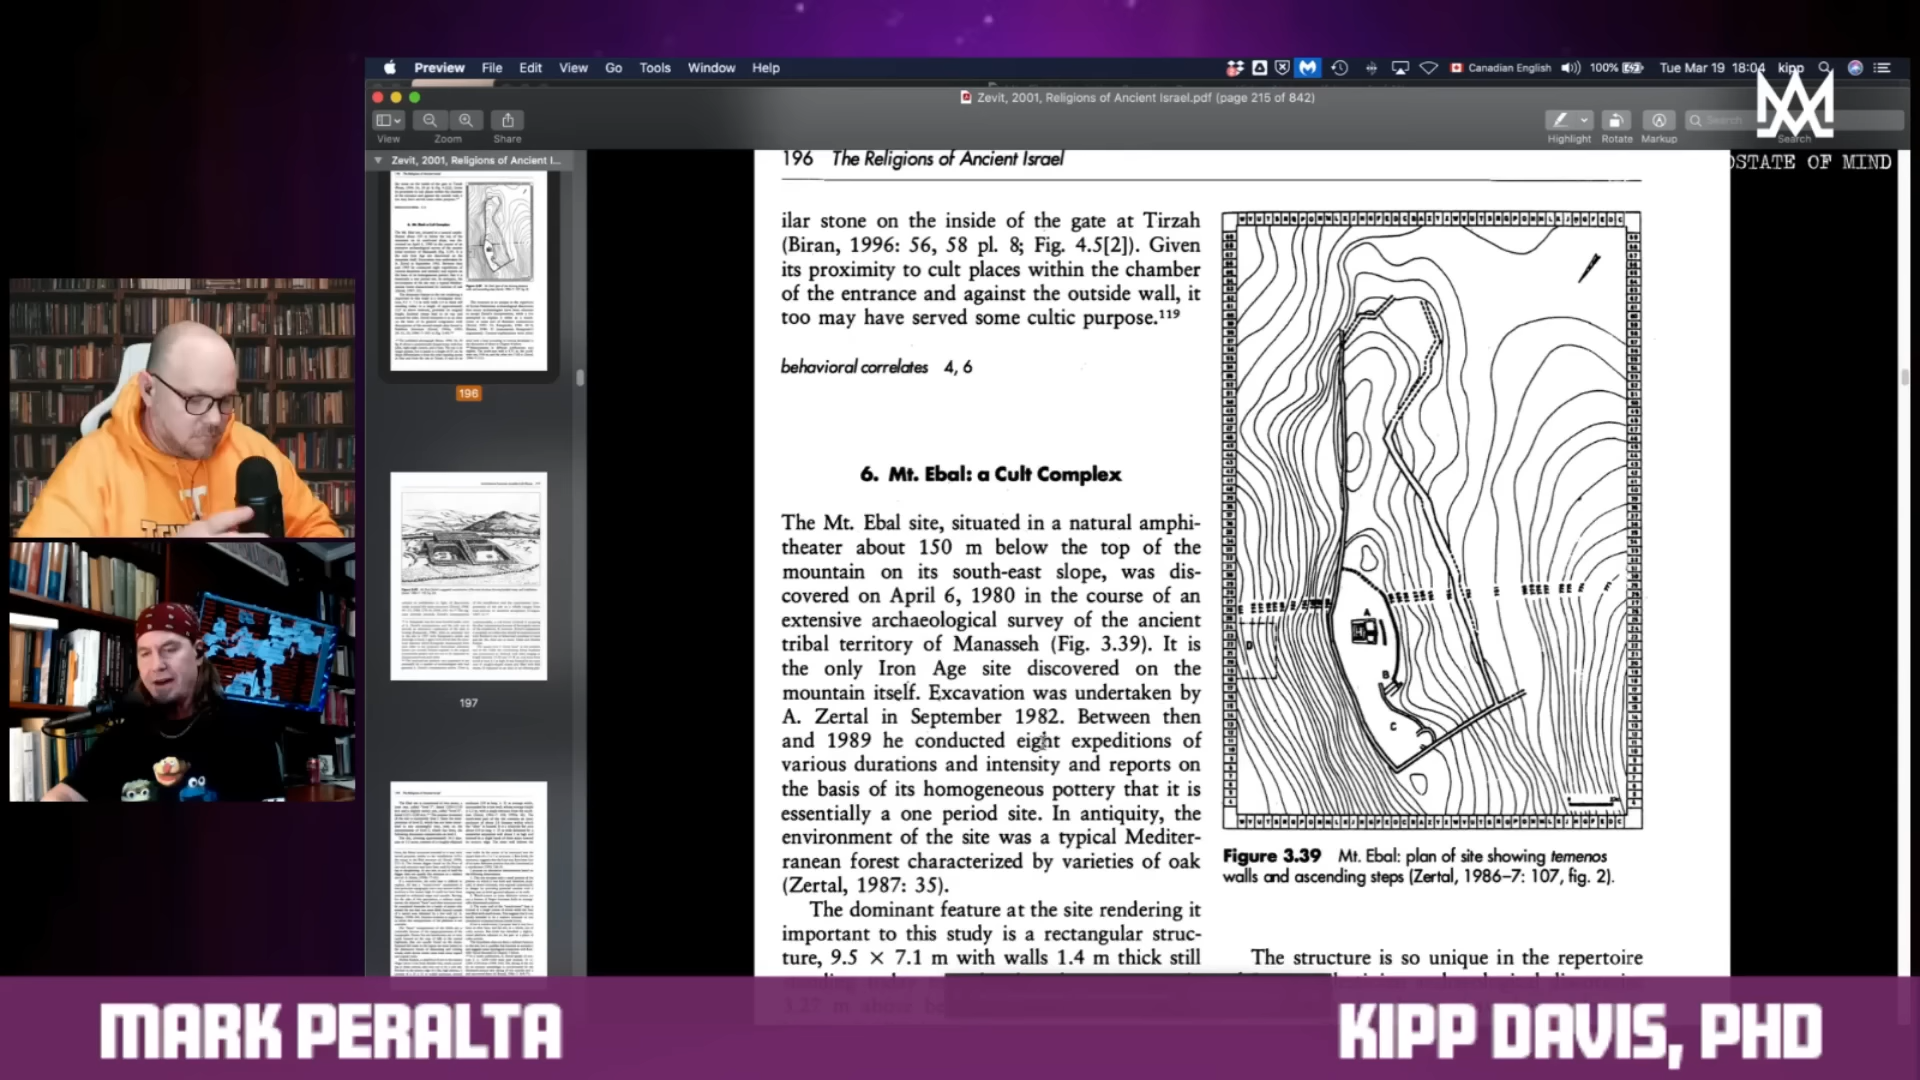 Preview File Edit View Go Tools Window Help
Canadian English 100% Tue Mar 19 18:04 kipp
Zevit, 2001, Religions of Ancient Israel.pdf (page 215 of 842)
View Zoom Share
Highlight Rotate Markup Search
Search
STATE OF MIND
Zevit, 2001, Religions of Ancient I...
196
197
196 The Religions of Ancient Israel
ilar stone on the inside of the gate at Tirzah
(Biran, 1996: 56, 58 pl. 8; Fig. 4.5[2]). Given
its proximity to cult places within the chamber
of the entrance and against the outside wall, it
too may have served some cultic purpose.119
behavioral correlates 4, 6
6. Mt. Ebal: a Cult Complex
The Mt. Ebal site, situated in a natural amphi-
theater about 150 m below the top of the
mountain on its south-east slope, was dis-
covered on April 6, 1980 in the course of an
extensive archaeological survey of the ancient
tribal territory of Manasseh (Fig. 3.39). It is
the only Iron Age site discovered on the
mountain itself. Excavation was undertaken by
A. Zertal in September 1982. Between then
and 1989 he conducted eight expeditions of
various durations and intensity and reports on
the basis of its homogeneous pottery that it is
essentially a one period site. In antiquity, the
environment of the site was a typical Mediter-
ranean forest characterized by varieties of oak
(Zertal, 1987: 35).
The dominant feature at the site rendering it
important to this study is a rectangular struc-
ture, 9.5 × 7.1 m with walls 1.4 m thick still
A
B
C
D
Figure 3.39 Mt. Ebal: plan of site showing temenos
walls and ascending steps (Zertal, 1986–7: 107, fig. 2).
The structure is so unique in the repertoire
MARK PERALTA
KIPP DAVIS, PHD